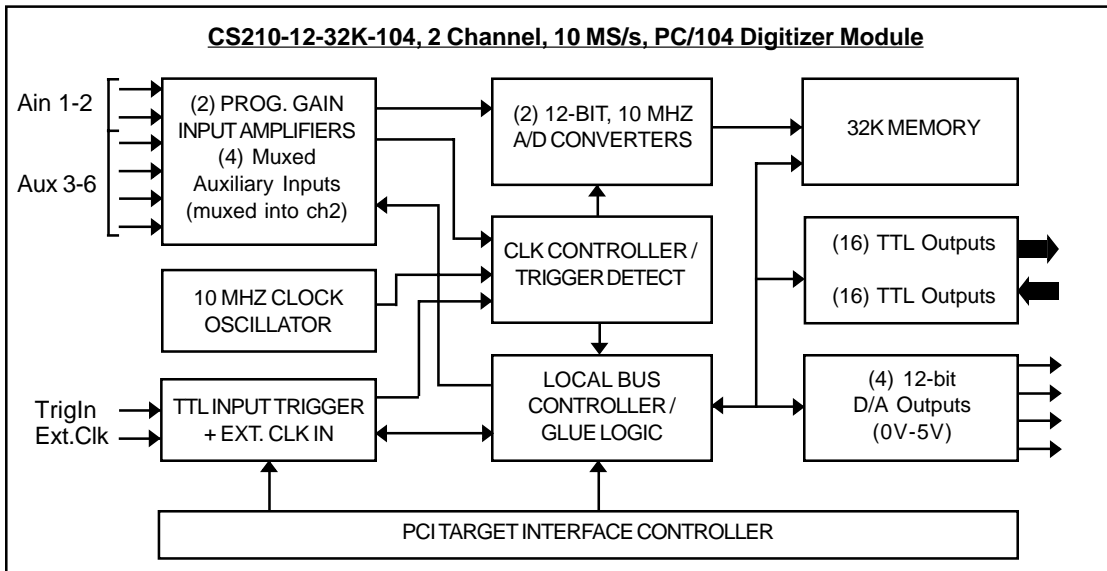 CS210-12-32K-104, 2 Channel, 10 MS/s, PC/104 Digitizer Module
Ain 1-2
Aux 3-6
(2) PROG. GAIN
INPUT AMPLIFIERS
(4) Muxed
Auxiliary Inputs
(muxed into ch2)
(2) 12-BIT, 10 MHZ
A/D CONVERTERS
32K MEMORY
CLK CONTROLLER /
TRIGGER DETECT
(16) TTL Outputs
(16) TTL Outputs
10 MHZ CLOCK
OSCILLATOR
TrigIn
Ext.Clk
TTL INPUT TRIGGER
+ EXT. CLK IN
LOCAL BUS
CONTROLLER /
GLUE LOGIC
(4) 12-bit
D/A Outputs
(0V-5V)
PCI TARGET INTERFACE CONTROLLER